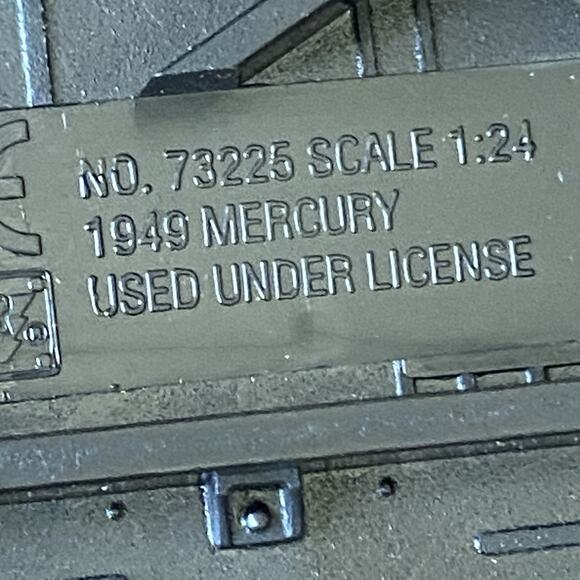 NO. 73225 SCALE 1:24
1949 MERCURY
USED UNDER LICENSE